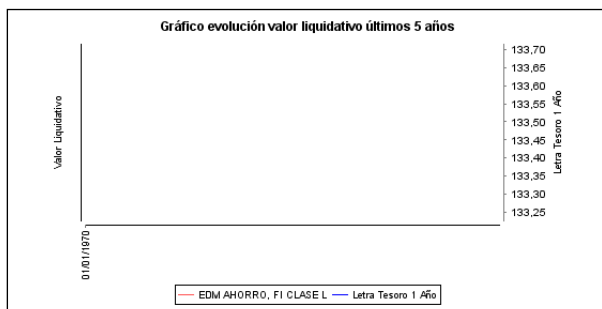 Gráfico evolución valor liquidativo últimos 5 años
Valor Liquidativo
133,70
133,65
133,60
133,55
133,50
133,45
133,40
133,35
133,30
133,25
Letra Tesoro 1 Año
01/01/1970
EDM AHORRO, FI CLASE L
Letra Tesoro 1 Año